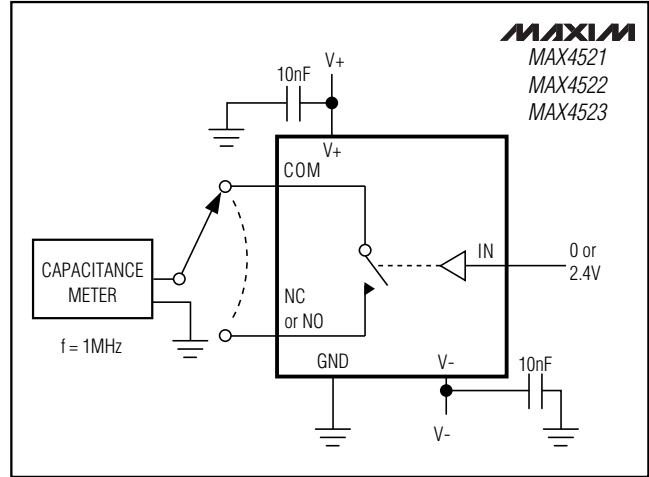 MAXIM
MAX4521
MAX4522
MAX4523
V+
10nF
V+
COM
IN
0 or
2.4V
CAPACITANCE
METER
NC
or NO
f = 1MHz
GND
V-
10nF
V-